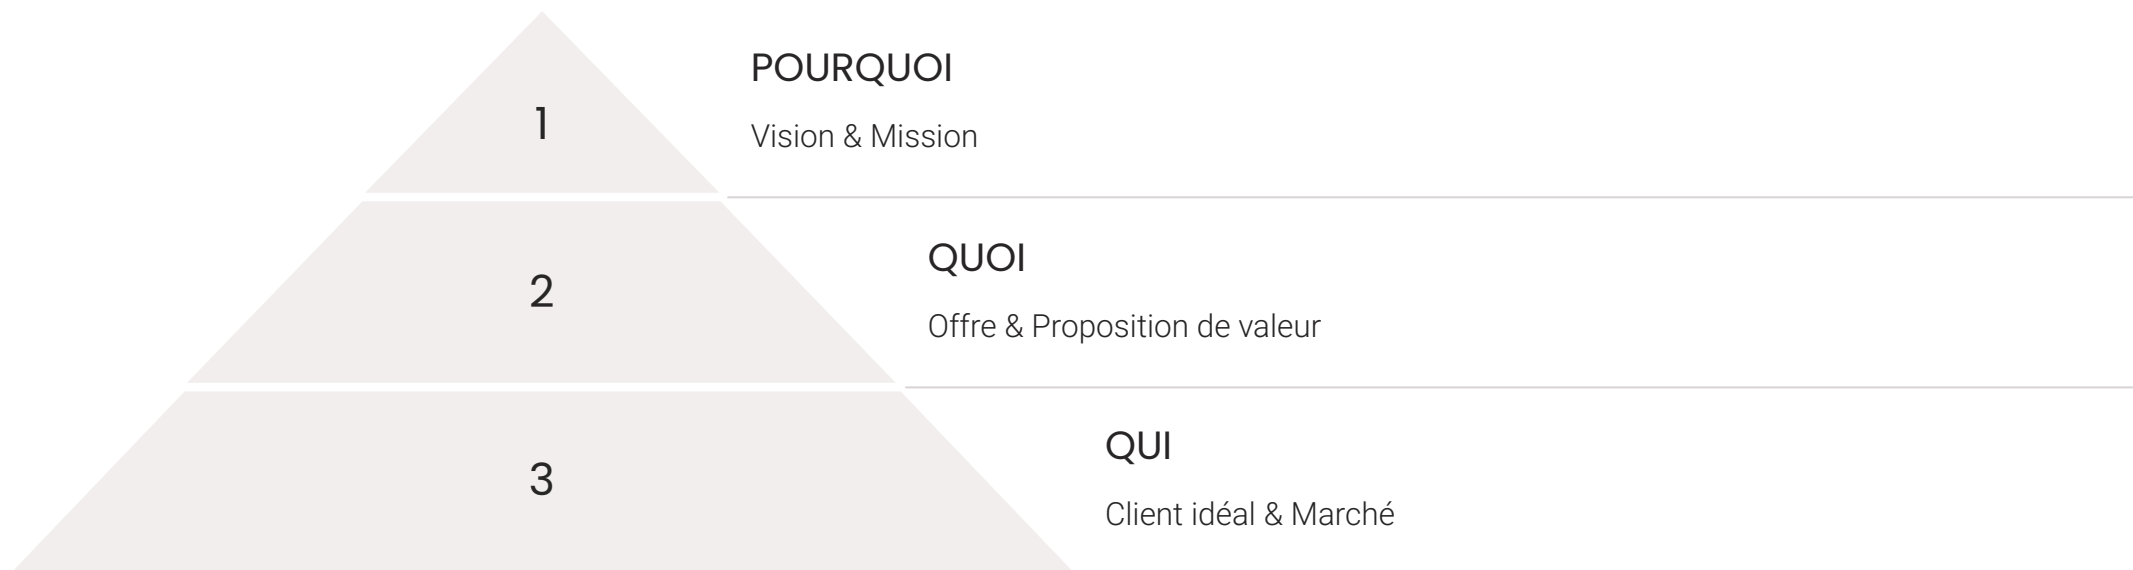 1
POURQUOI
Vision & Mission
2
QUOI
Offre & Proposition de valeur
3
QUI
Client idéal & Marché